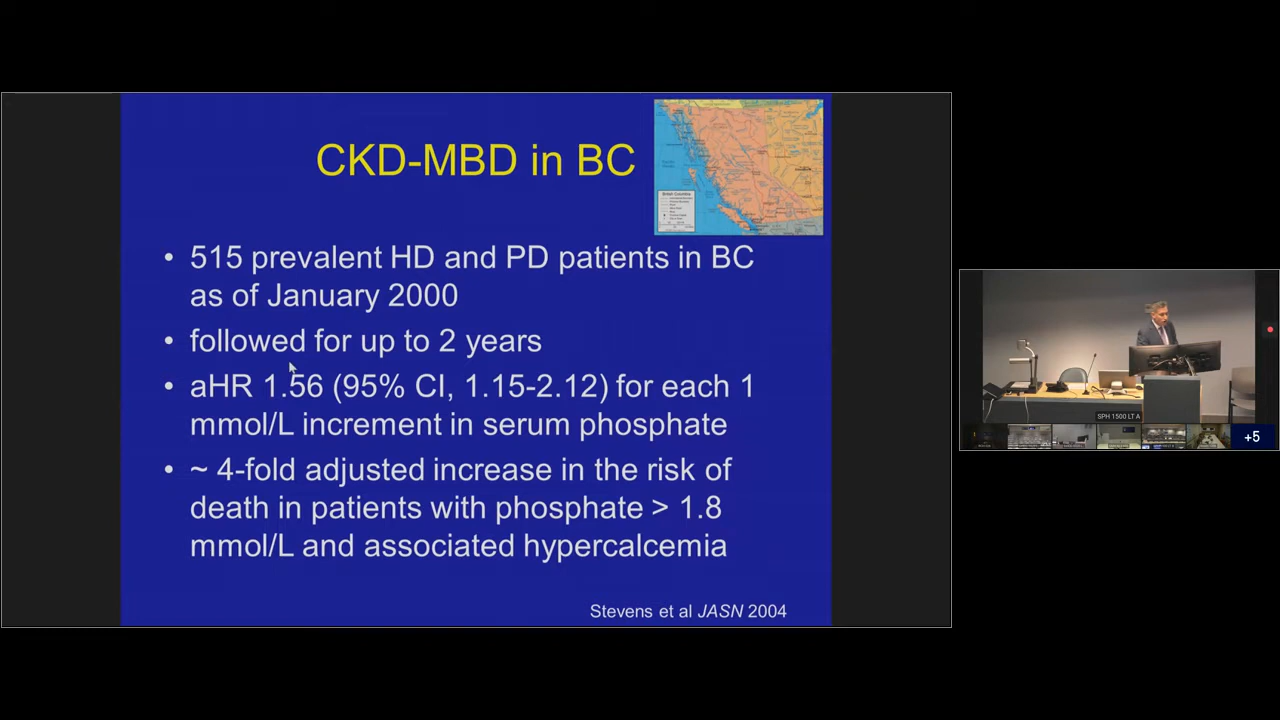 CKD-MBD in BC
British Columbia
• 515 prevalent HD and PD patients in BC
as of January 2000
• followed for up to 2 years
• aHR 1.56 (95% CI, 1.15-2.12) for each 1
mmol/L increment in serum phosphate
• ~ 4-fold adjusted increase in the risk of
death in patients with phosphate > 1.8
mmol/L and associated hypercalcemia
Stevens et al JASN 2004
SPH 1500 LT A
+5